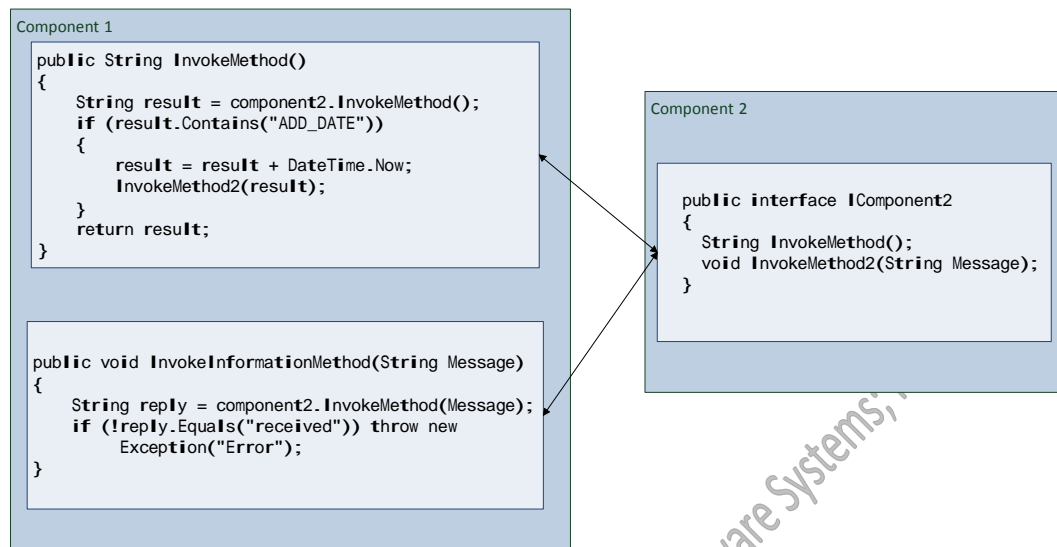 Component 1
public String InvokeMethod()
{
String result = component2.InvokeMethod();
if (result.Contains("ADD_DATE"))
{
result = result + DateTime.Now;
InvokeMethod2(result);
}
return result;
}
public void InvokeInformationMethod(String Message)
{
String reply = component2.InvokeMethod(Message);
if (!reply.Equals("received")) throw new
Exception("Error");
}
Component 2
public interface IComponent2
{
String InvokeMethod();
void InvokeMethod2(String Message);
}
Systems;